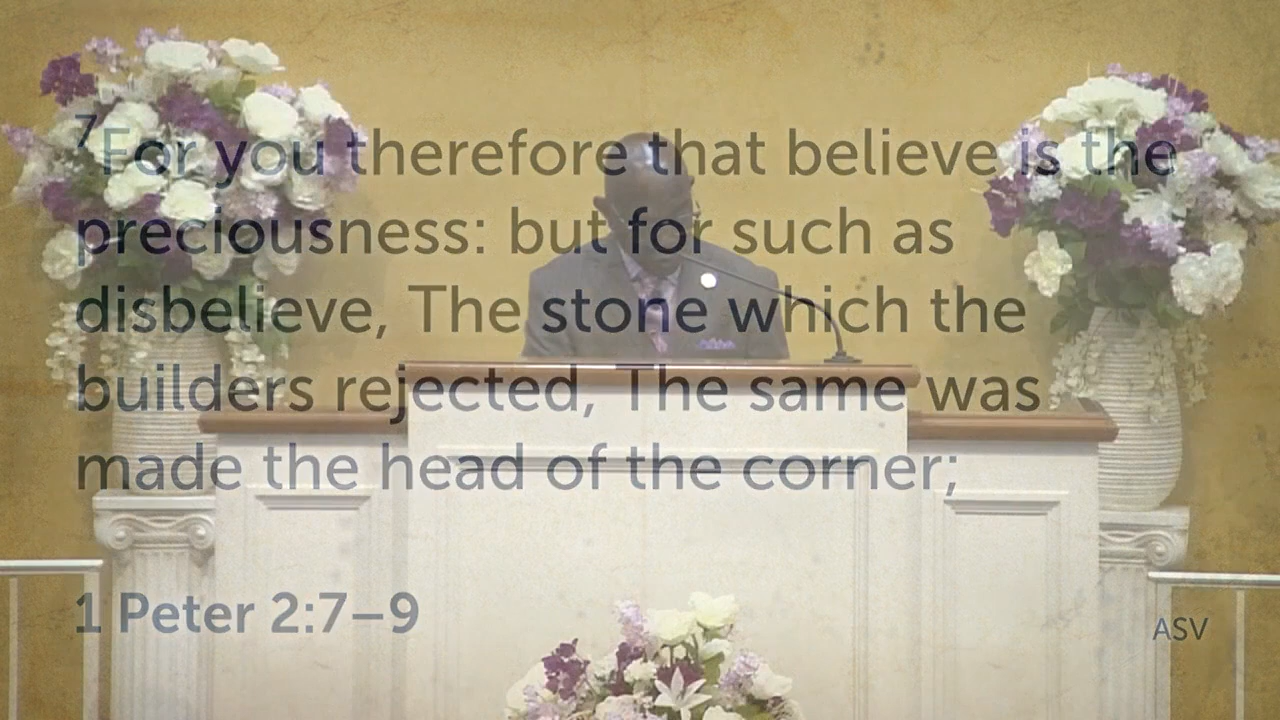 7For you therefore that believe is the
preciousness: but for such as
disbelieve, The stone which the
builders rejected, The same was
made the head of the corner;
1 Peter 2:7–9
ASV